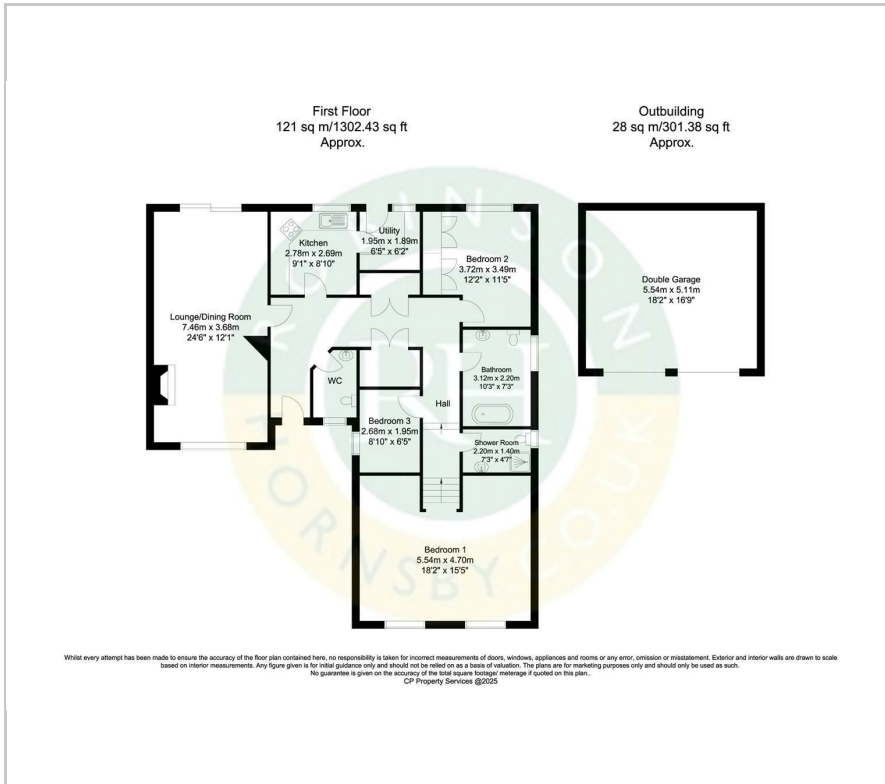 First Floor
121 sq m/1302.43 sq ft
Approx.
Outbuilding
28 sq m/301.38 sq ft
Approx.
Kitchen
2.78m x 2.69m
9'1" x 8'10"
Utility
1.95m x 1.89m
6'5" x 6'2"
Bedroom 2
3.72m x 3.49m
12'2" x 11'5"
Double Garage
5.54m x 5.11m
18'2" x 16'9"
Lounge/Dining Room
7.46m x 3.68m
24'6" x 12'1"
WC
Bathroom
3.12m x 2.20m
10'3" x 7'3"
Hall
Bedroom 3
2.68m x 1.95m
8'10" x 6'5"
Shower Room
2.20m x 1.40m
7'3" x 4'7"
Bedroom 1
5.54m x 4.70m
18'2" x 15'5"
ROBINSON
RH
HORNSBY.CO.UK
Whilst every attempt has been made to ensure the accuracy of the floor plan contained here, no responsibility is taken for incorrect measurements of doors, windows, appliances and rooms or any error, omission or misstatement. Exterior and interior walls are drawn to scale
based on interior measurements. Any figure given is for initial guidance only and should not be relied on as a basis of valuation. The plans are for marketing purposes only and should only be used as such.
No guarantee is given on the accuracy of the total square footage/ meterage if quoted on this plan..
CP Property Services @2025